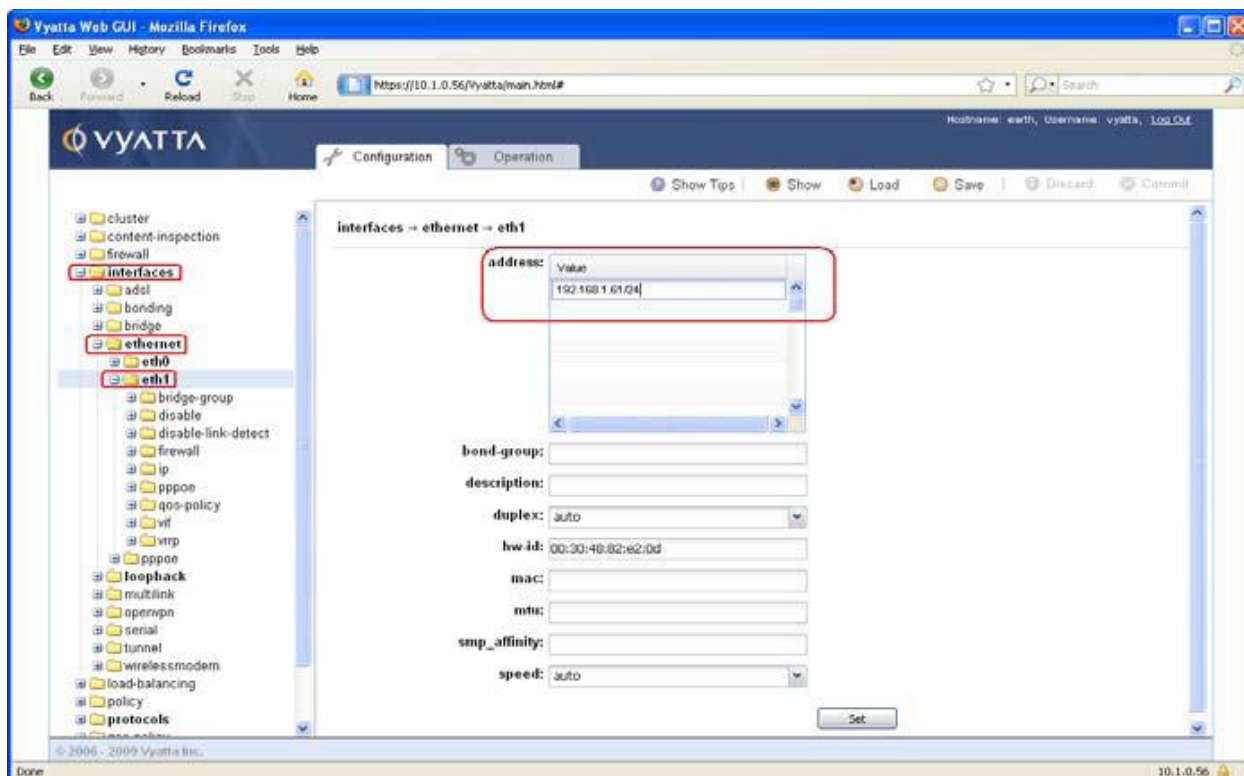 Vyatta Web GUI - Mozilla Firefox
File Edit View History Bookmarks Tools Help
Back Forward Reload Stop Home https://10.1.0.56/Vyatta/main.html# Search
Hostname: earth, Username: vyatta, Log Out
VYATTA
Configuration Operation
Show Tips Show Load Save Discard Commit
cluster
content-inspection
firewall
interfaces
adsl
bonding
bridge
ethernet
eth0
eth1
bridge-group
disable
disable-link-detect
firewall
ip
pppoe
qos-policy
vif
vrrp
pppoe
loopback
multilink
openvpn
serial
tunnel
wirelessmodem
load-balancing
policy
protocols
interfaces → ethernet → eth1
address: Value
192.168.1.61/24
bond-group:
description:
duplex: auto
hw-id: 00:30:48:82:e2:0d
mac:
mtu:
smp_affinity:
speed: auto
Set
© 2006 - 2009 Vyatta Inc.
Done 10.1.0.56